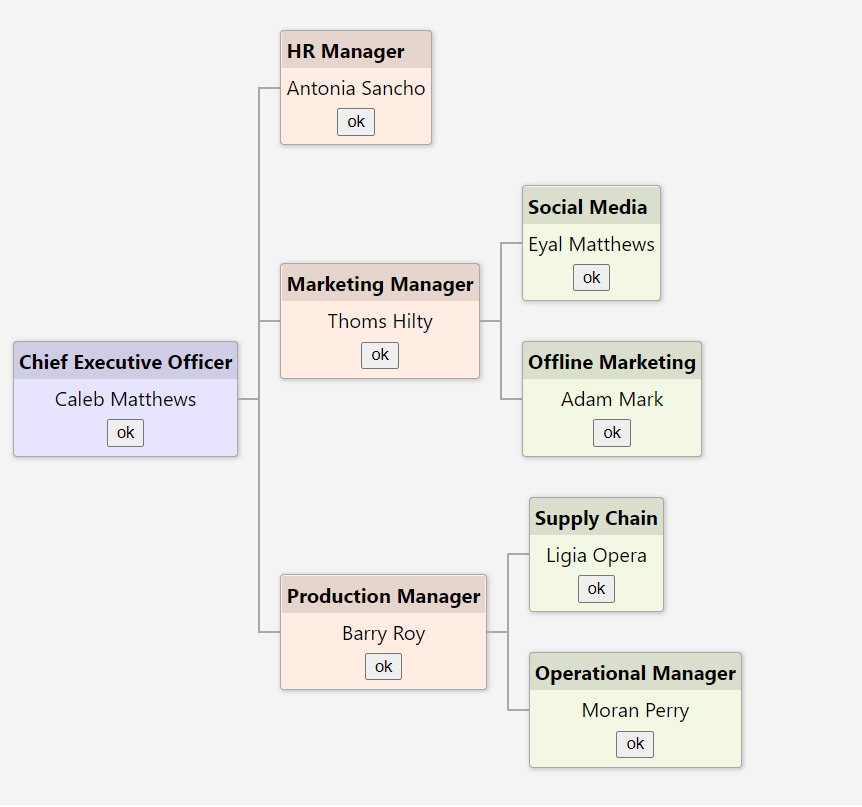 HR Manager
Antonia Sancho
ok
Social Media
Eyal Matthews
ok
Marketing Manager
Thoms Hilty
ok
Chief Executive Officer
Caleb Matthews
ok
Offline Marketing
Adam Mark
ok
Supply Chain
Ligia Opera
ok
Production Manager
Barry Roy
ok
Operational Manager
Moran Perry
ok